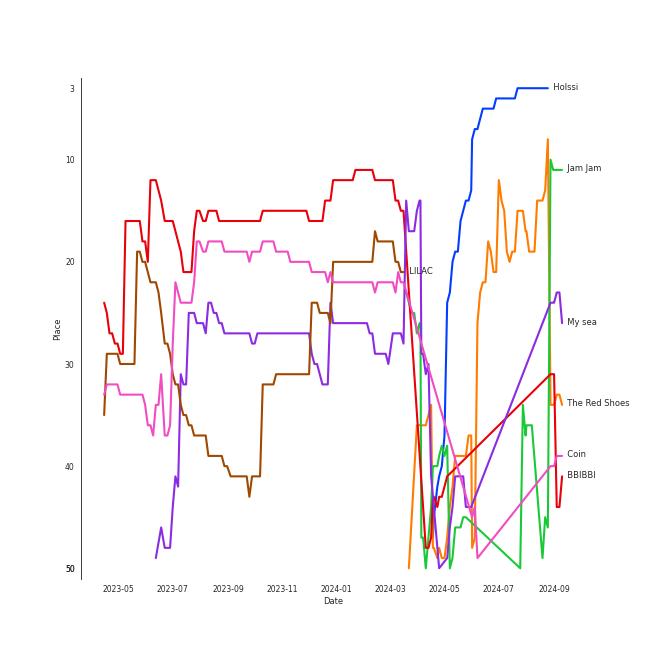 3
Holssi
10
Jam Jam
20
LILAC
My sea
Place
30
The Red Shoes
40
Coin
BBIBBI
50
2023-05 2023-07 2023-09 2023-11 2024-01 2024-03 2024-05 2024-07 2024-09
Date